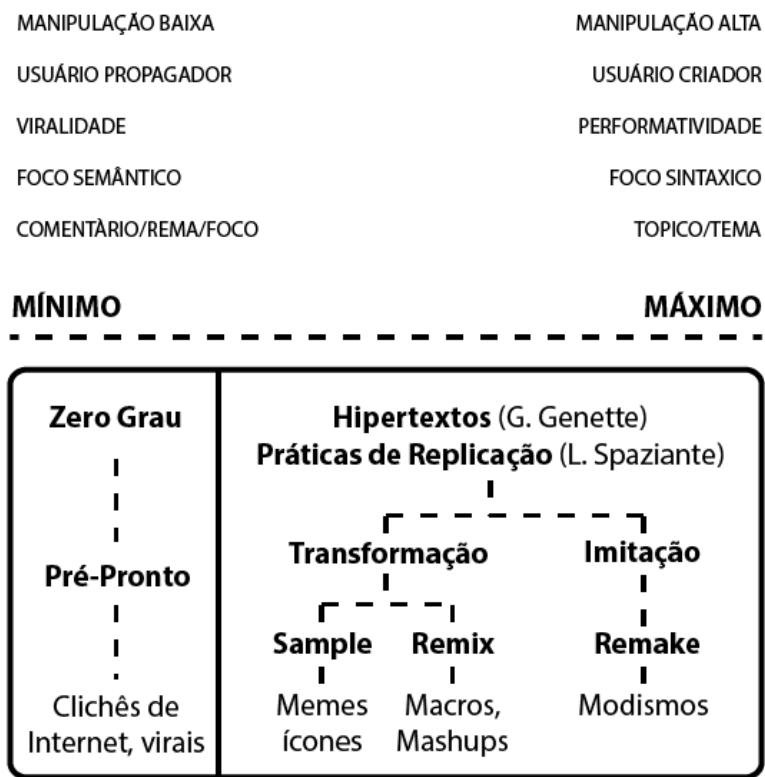 MANIPULAÇÃO BAIXA MANIPULAÇÃO ALTA
USUÁRIO PROPAGADOR USUÁRIO CRIADOR
VIRALIDADE PERFORMATIVIDADE
FOCO SEMÂNTICO FOCO SINTAXICO
COMENTÀRIO/REMA/FOCO TOPICO/TEMA
MÍNIMO MÁXIMO
Zero Grau Hipertextos (G. Genette)
Práticas de Replicação (L. Spaziante)
Transformação Imitação
Pré-Pronto
Sample Remix Remake
Clichês de Memes Macros, Modismos
Internet, virais ícones Mashups